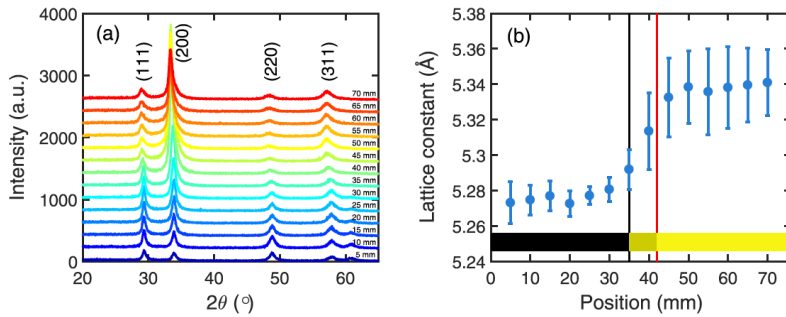 (a)
(111)
(200)
(220)
(311)
70 mm
65 mm
60 mm
55 mm
50 mm
45 mm
40 mm
35 mm
30 mm
25 mm
20 mm
15 mm
10 mm
5 mm
4000
3000
2000
1000
0
Intensity (a.u.)
20
30
40
50
60
2θ (°)
(b)
5.38
5.36
5.34
5.32
5.3
5.28
5.26
5.24
Lattice constant (Å)
0
10
20
30
40
50
60
70
Position (mm)